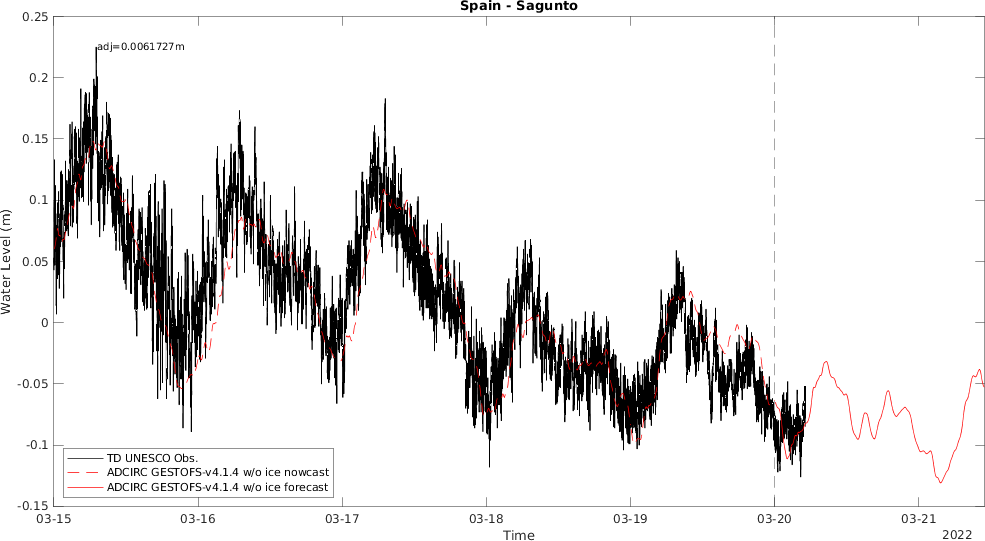 Spain - Sagunto
adj=0.0061727m
0.25
0.2
0.15
0.1
0.05
0
-0.05
-0.1
-0.15
Water Level (m)
TD UNESCO Obs.
ADCIRC GESTOFS-v4.1.4 w/o ice nowcast
ADCIRC GESTOFS-v4.1.4 w/o ice forecast
03-15 03-16 03-17 03-18 03-19 03-20 03-21
Time
2022